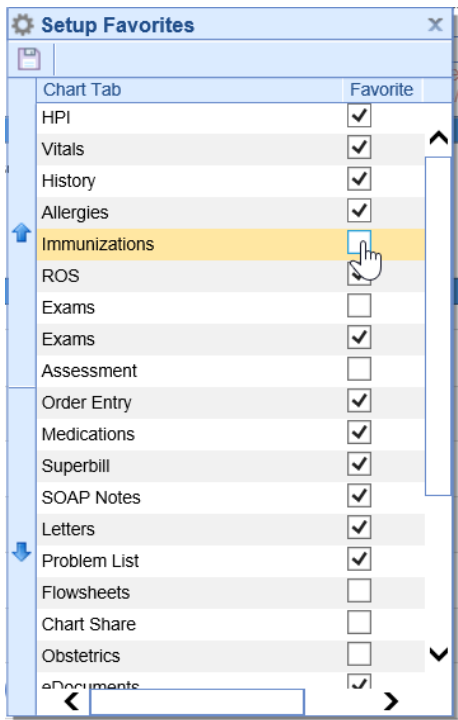 Setup Favorites
Chart Tab Favorite
HPI
Vitals
History
Allergies
Immunizations
ROS
Exams
Exams
Assessment
Order Entry
Medications
Superbill
SOAP Notes
Letters
Problem List
Flowsheets
Chart Share
Obstetrics
eDocuments